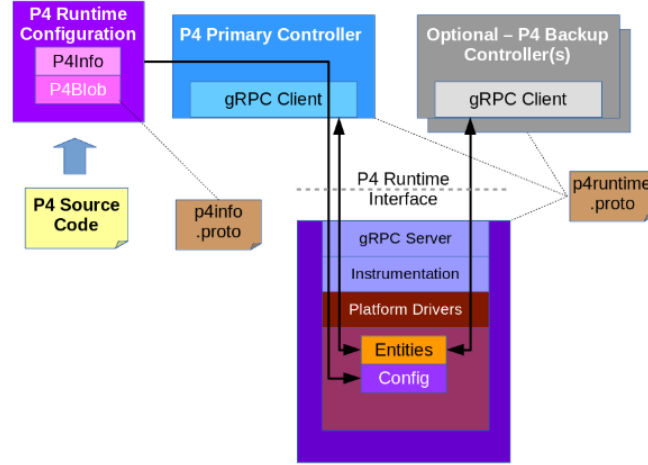 P4 Runtime
Configuration
P4Info
P4Blob
P4 Primary Controller
gRPC Client
Optional – P4 Backup
Controller(s)
gRPC Client
P4 Source
Code
p4info
.proto
P4 Runtime
Interface
p4runtime
.proto
gRPC Server
Instrumentation
Platform Drivers
Entities
Config